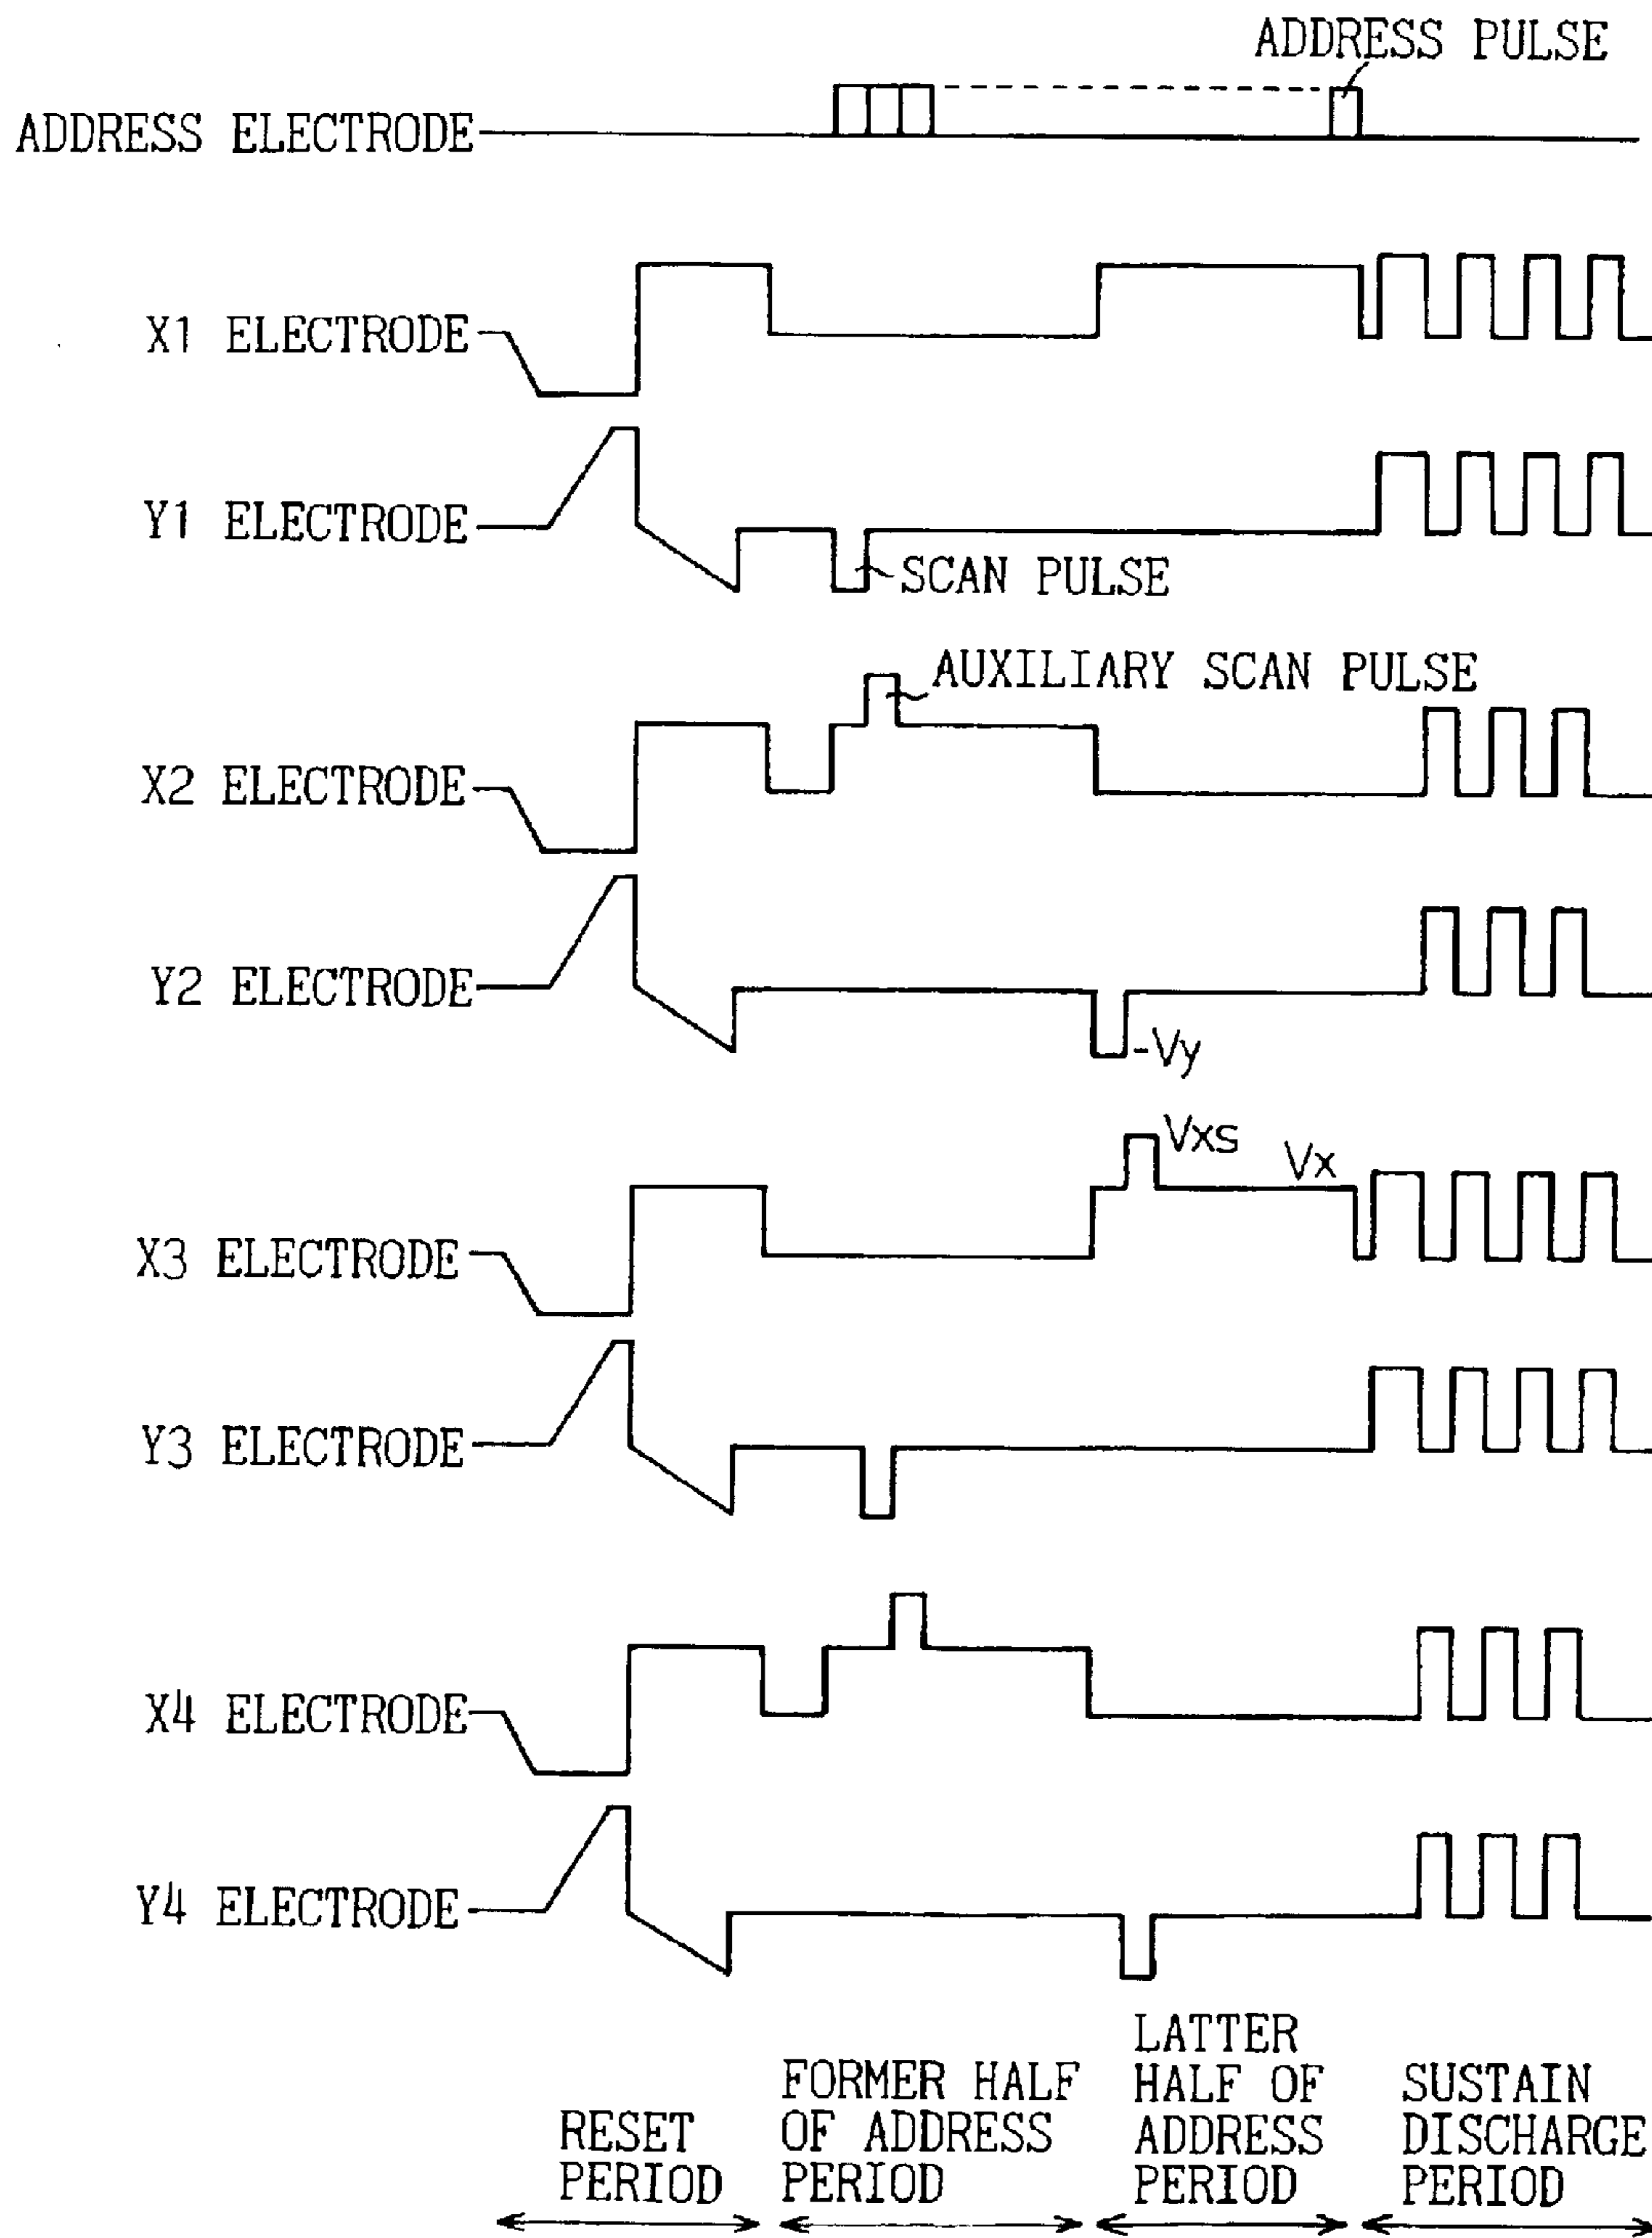 ADDRESS PULSE
ADDRESS ELECTRODE
X1 ELECTRODE
Y1 ELECTRODE
SCAN PULSE
AUXILIARY SCAN PULSE
X2 ELECTRODE
Y2 ELECTRODE
-Vy
Vxs
Vx
X3 ELECTRODE
Y3 ELECTRODE
X4 ELECTRODE
Y4 ELECTRODE
RESET
PERIOD
FORMER HALF
OF ADDRESS
PERIOD
LATTER
HALF OF
ADDRESS
PERIOD
SUSTAIN
DISCHARGE
PERIOD